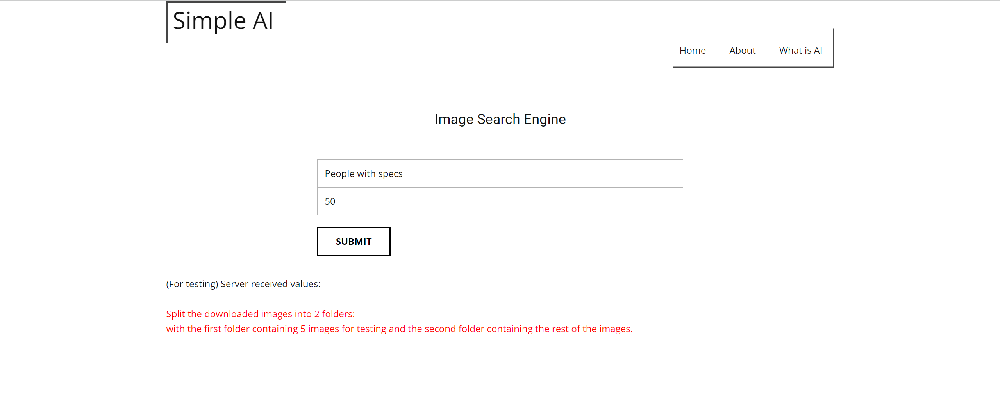 Simple AI
Home About What is AI
Image Search Engine
People with specs
50
SUBMIT
(For testing) Server received values:
Split the downloaded images into 2 folders:
with the first folder containing 5 images for testing and the second folder containing the rest of the images.